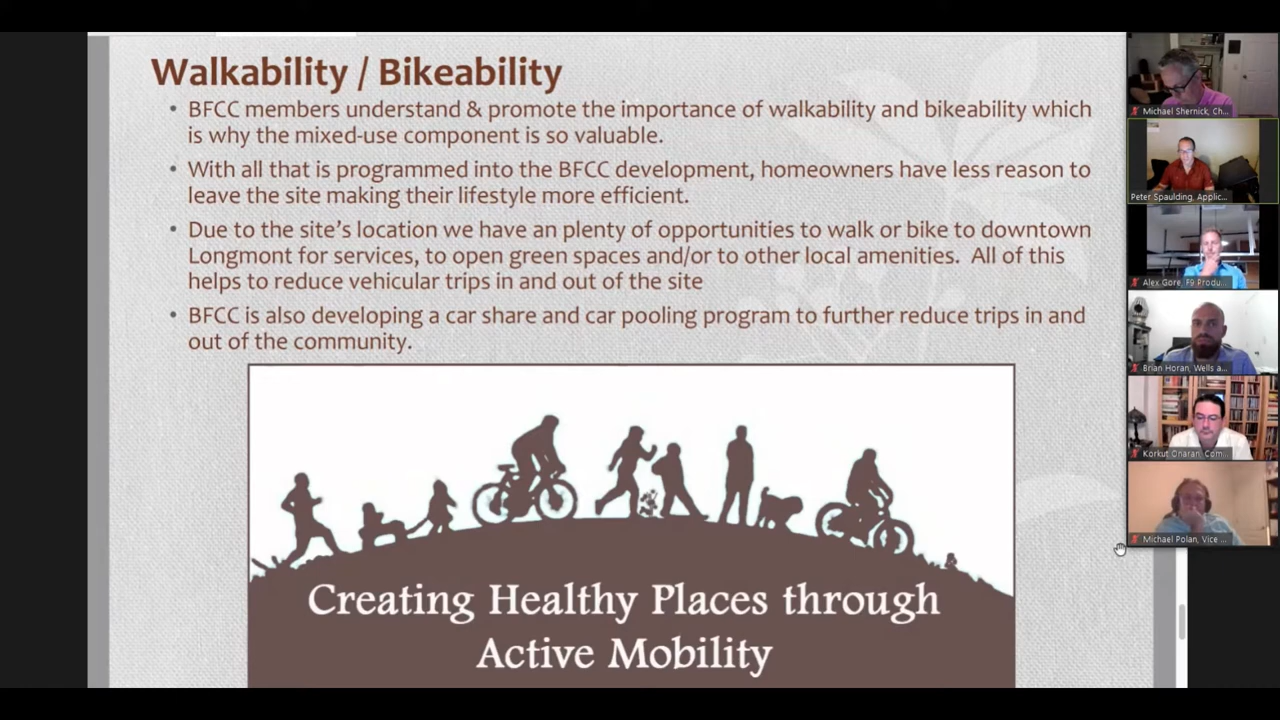 Walkability / Bikeability
• BFCC members understand & promote the importance of walkability and bikeability which
is why the mixed-use component is so valuable.
• With all that is programmed into the BFCC development, homeowners have less reason to
leave the site making their lifestyle more efficient.
• Due to the site's location we have an plenty of opportunities to walk or bike to downtown
Longmont for services, to open green spaces and/or to other local amenities. All of this
helps to reduce vehicular trips in and out of the site
• BFCC is also developing a car share and car pooling program to further reduce trips in and
out of the community.
Creating Healthy Places through
Active Mobility
Michael Shernick, Ch...
Peter Spaulding, Applic...
Alex Gore, F9 Produ...
Brian Horan, Wells a...
Korkut Onaran, Com...
Michael Polan, Vice ...